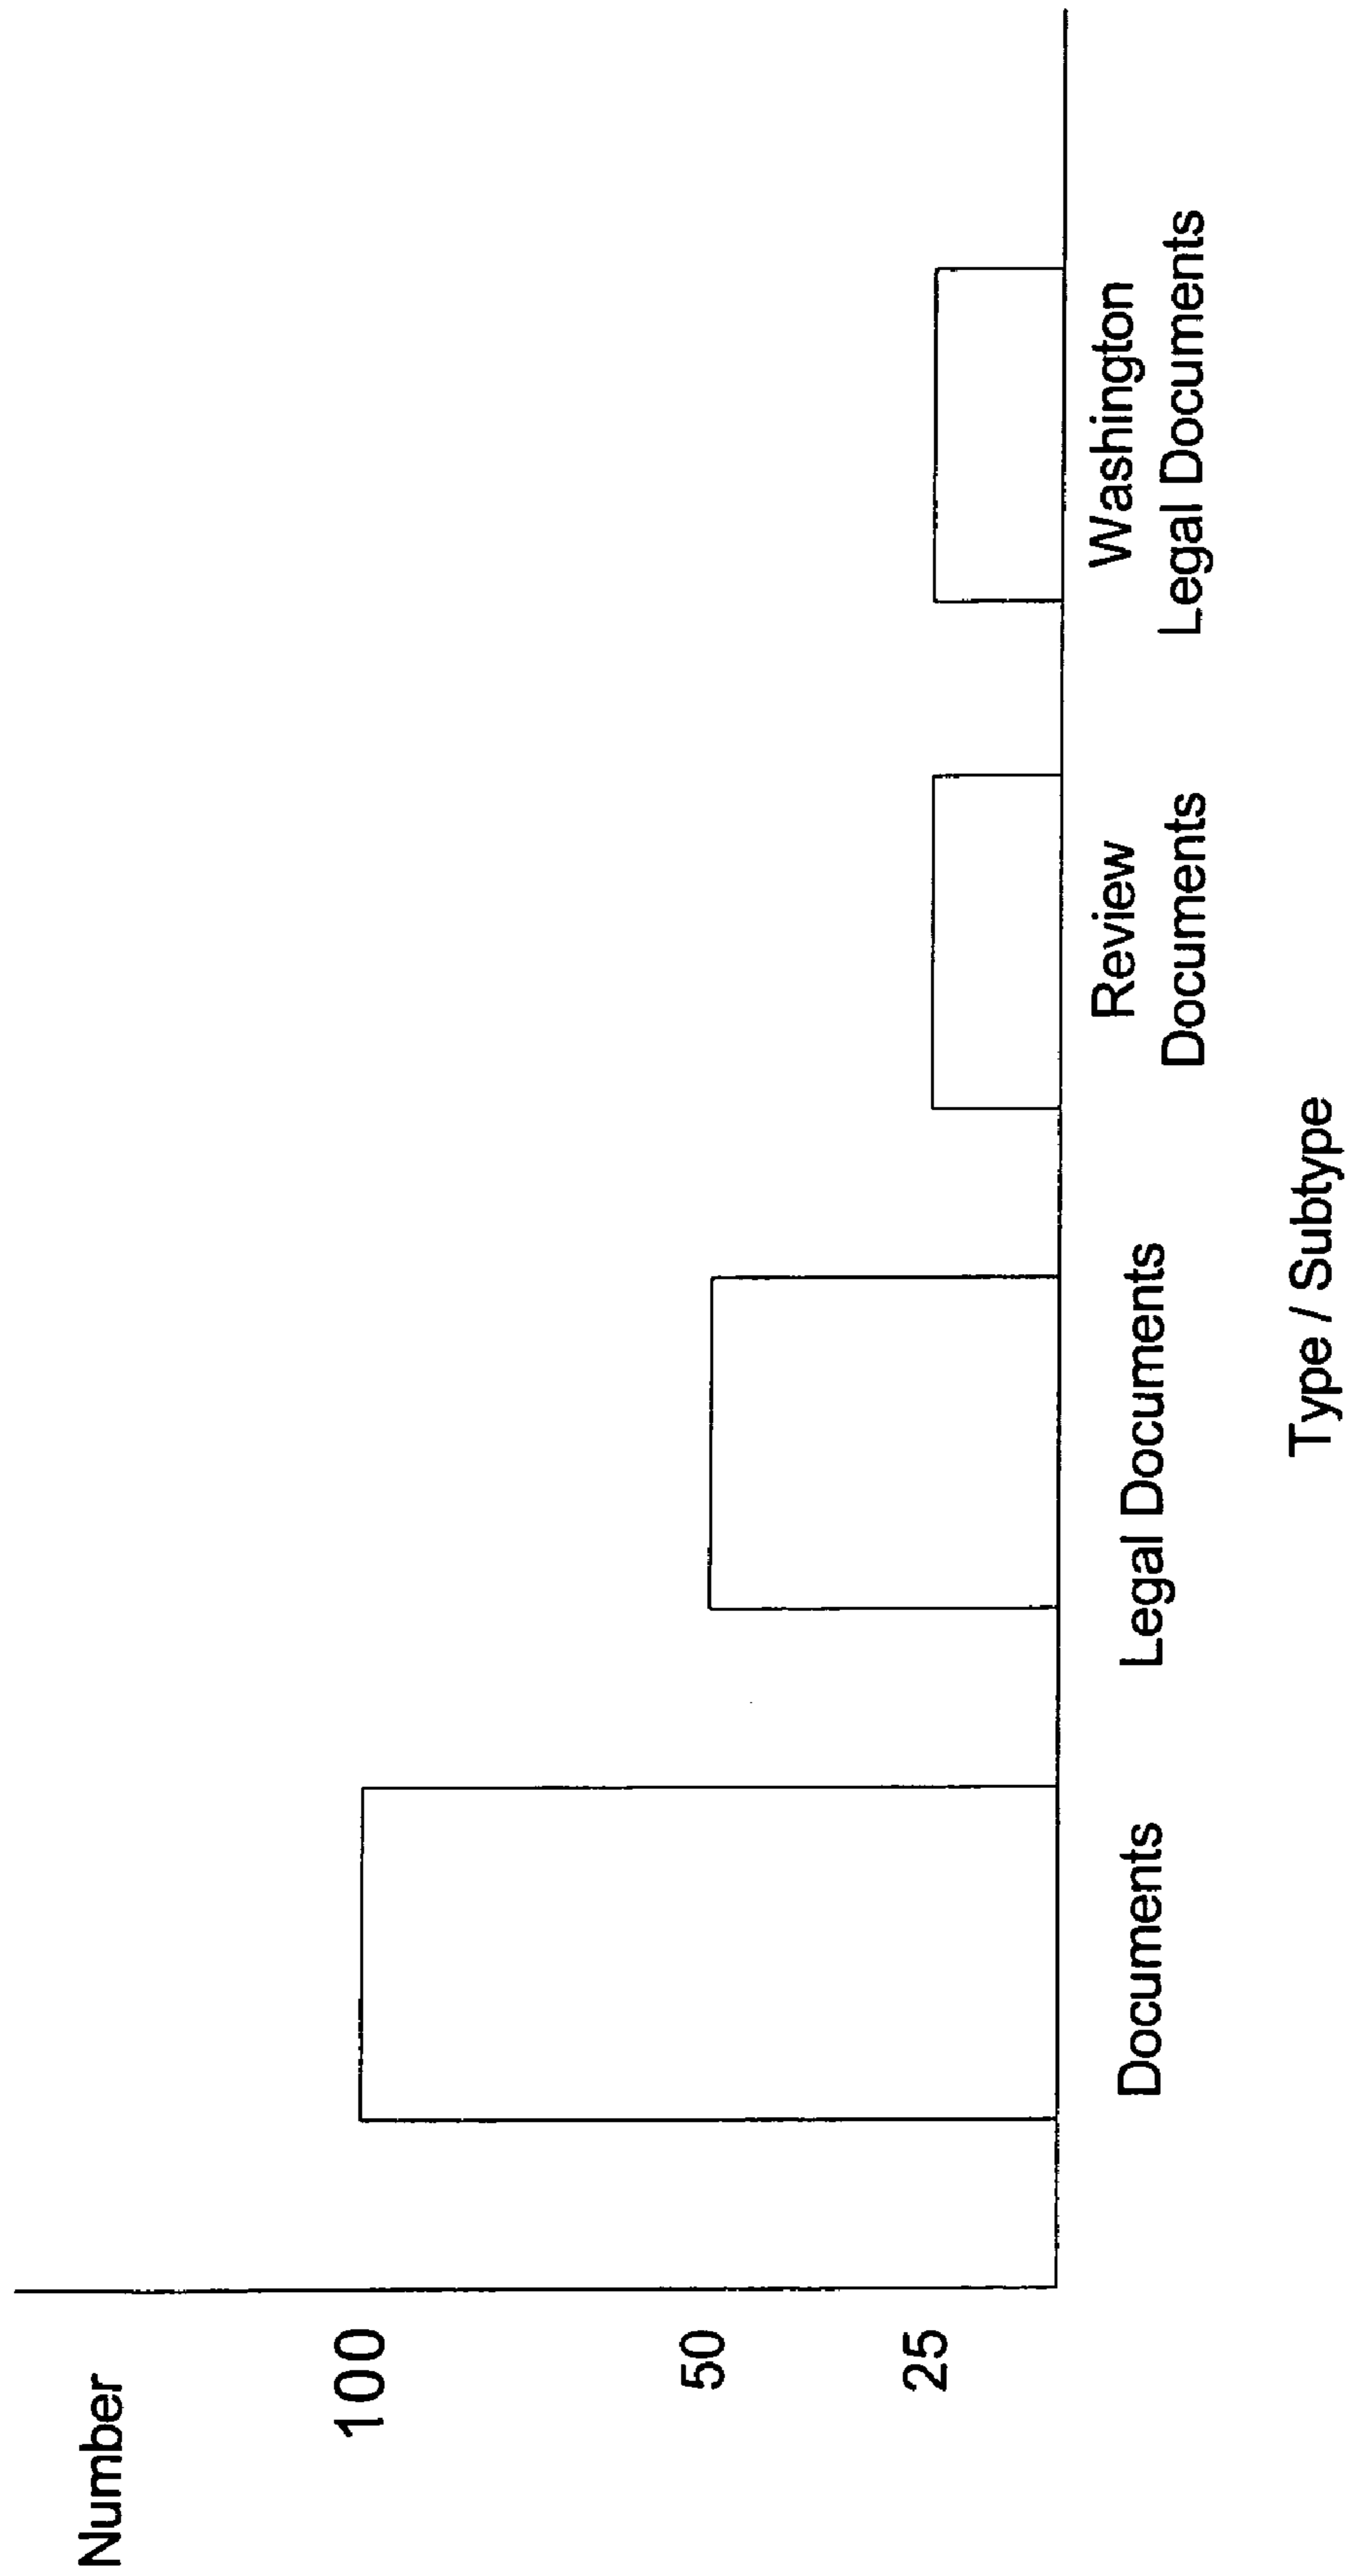 Number
100
50
25
Documents
Legal Documents
Review
Documents
Washington
Legal Documents
Type / Subtype